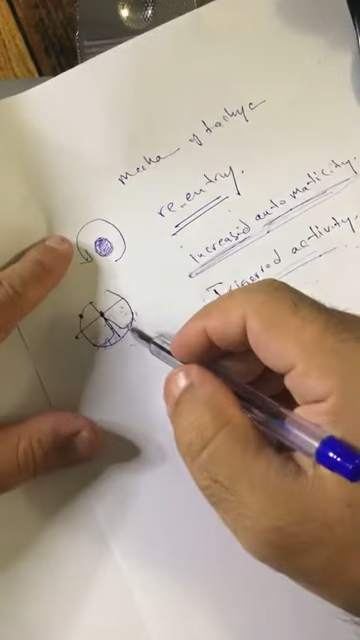 mecha of tachyc
re-entry.
Increased automaticity.
Triggered activity